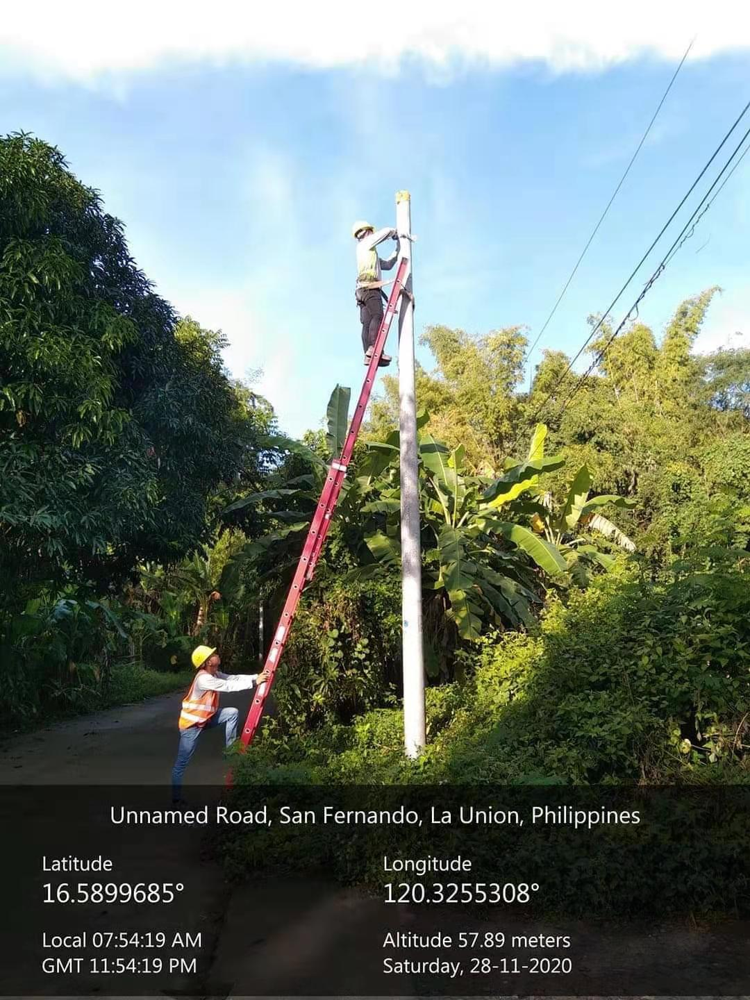 Unnamed Road, San Fernando, La Union, Philippines
Latitude
16.5899685°
Longitude
120.3255308°
Local 07:54:19 AM
GMT 11:54:19 PM
Altitude 57.89 meters
Saturday, 28-11-2020